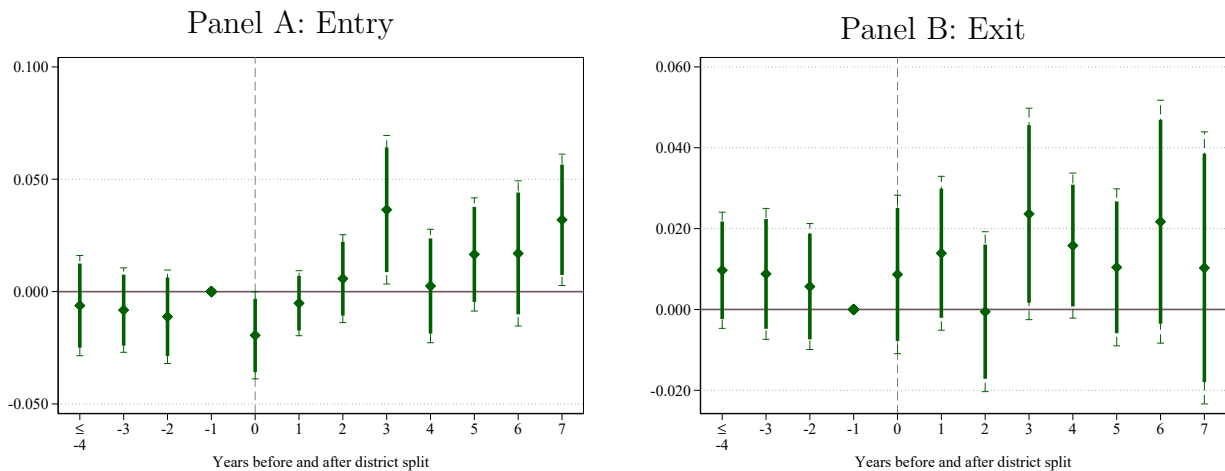 Panel A: Entry
0.100
0.050
0.000
-0.050
≤ -3 -2 -1 0 1 2 3 4 5 6 7
-4
Years before and after district split
Panel B: Exit
0.060
0.040
0.020
0.000
-0.020
≤ -3 -2 -1 0 1 2 3 4 5 6 7
-4
Years before and after district split